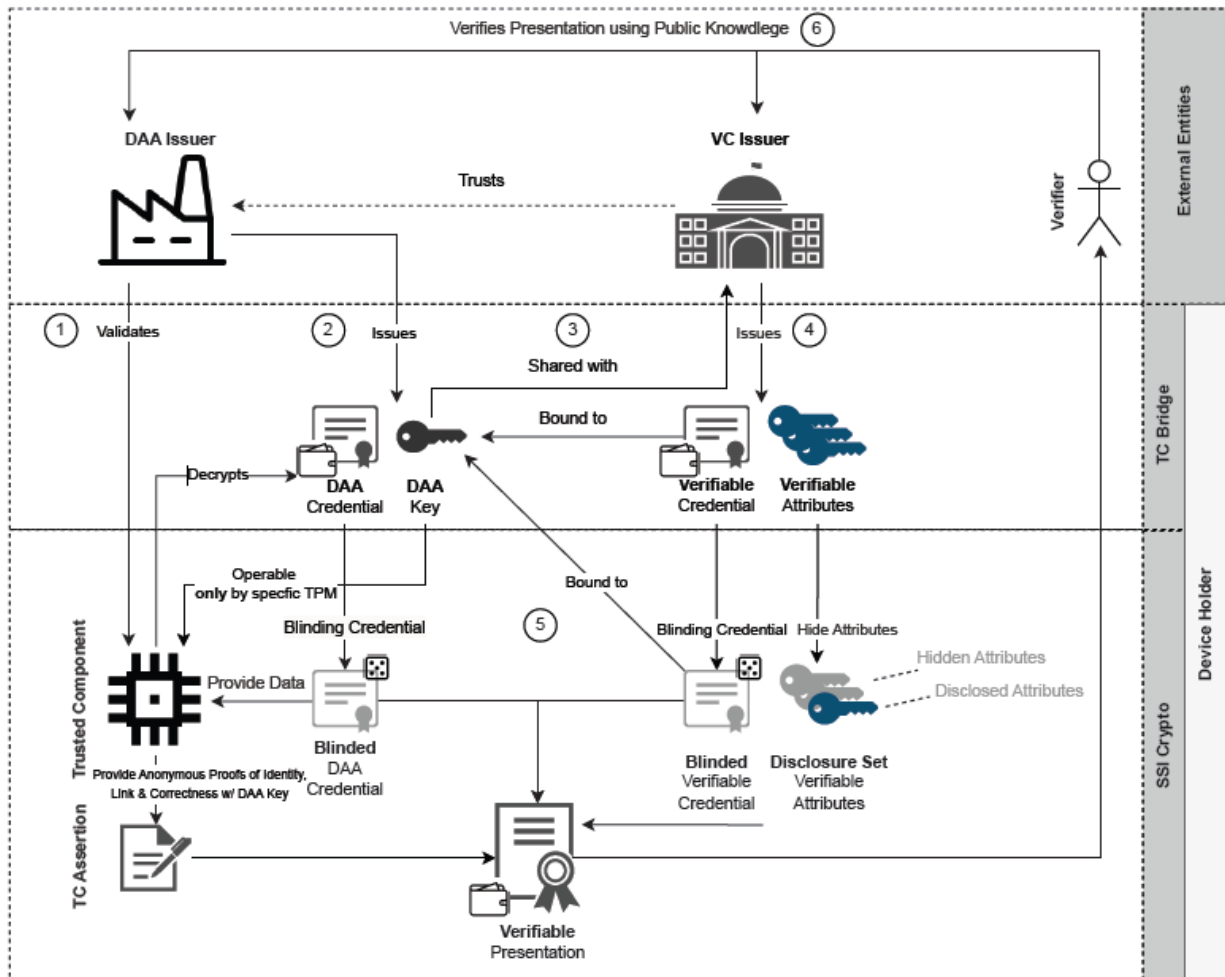 Verifies Presentation using Public Knowdlege 6
DAA Issuer
VC Issuer
Trusts
Verifier
External Entities
1 Validates
2 Issues
3
Issues 4
Shared with
Bound to
Decrypts
DAA
Credential
DAA
Key
Verifiable
Credential
Verifiable
Attributes
TC Bridge
Operable
only by specfic TPM
Bound to
5
Blinding Credential
Blinding Credential
Hide Attributes
Trusted Component
Provide Data
Hidden Attributes
Disclosed Attributes
Blinded
DAA
Credential
Blinded
Verifiable
Credential
Disclosure Set
Verifiable
Attributes
Provide Anonymous Proofs of Identity,
Link & Correctness w/ DAA Key
TC Assertion
Verifiable
Presentation
SSI Crypto
Device Holder